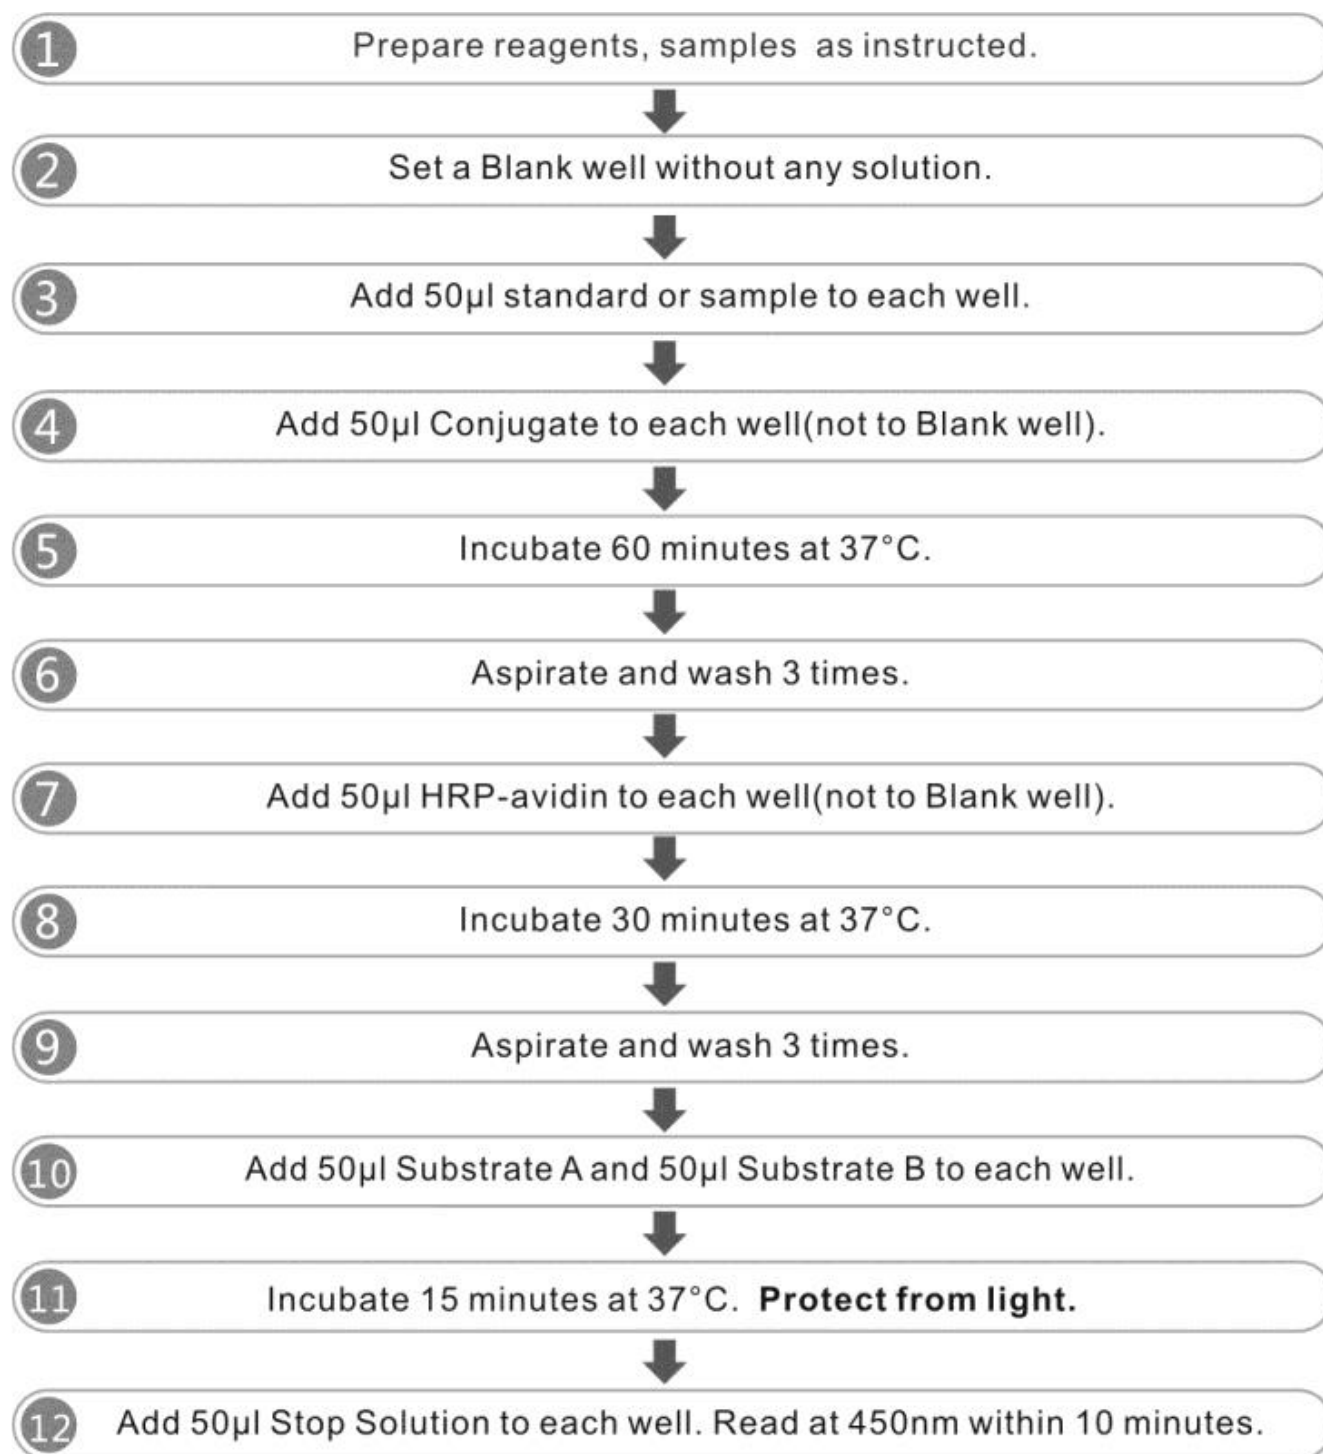 1 Prepare reagents, samples as instructed.
2 Set a Blank well without any solution.
3 Add 50μl standard or sample to each well.
4 Add 50μl Conjugate to each well(not to Blank well).
5 Incubate 60 minutes at 37°C.
6 Aspirate and wash 3 times.
7 Add 50μl HRP-avidin to each well(not to Blank well).
8 Incubate 30 minutes at 37°C.
9 Aspirate and wash 3 times.
10 Add 50μl Substrate A and 50μl Substrate B to each well.
11 Incubate 15 minutes at 37°C. Protect from light.
12 Add 50μl Stop Solution to each well. Read at 450nm within 10 minutes.